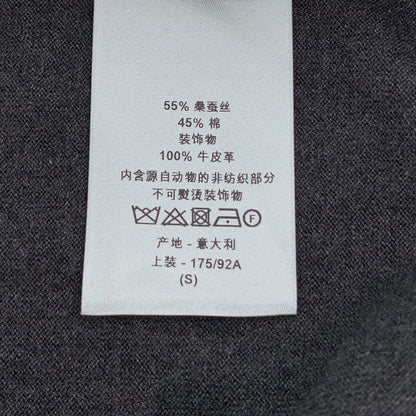 55% 桑蚕丝
45% 棉
装饰物
100% 牛皮革
内含源自动物的非纺织部分
不可熨烫装饰物
F
产地 - 意大利
上装 - 175/92A
(S)